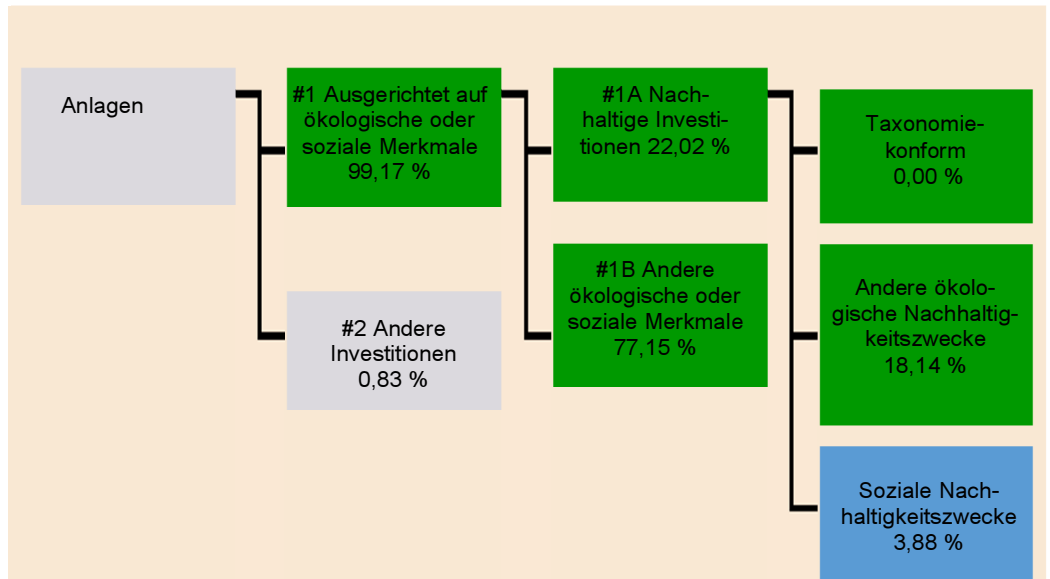 Anlagen
#1 Ausgerichtet auf
ökologische oder
soziale Merkmale
99,17 %
#2 Andere
Investitionen
0,83 %
#1A Nach-
haltige Investi-
tionen 22,02 %
#1B Andere
ökologische oder
soziale Merkmale
77,15 %
Taxonomie-
konform
0,00 %
Andere ökolo-
gische Nachhaltig-
keitszwecke
18,14 %
Soziale Nach-
haltigkeitszwecke
3,88 %